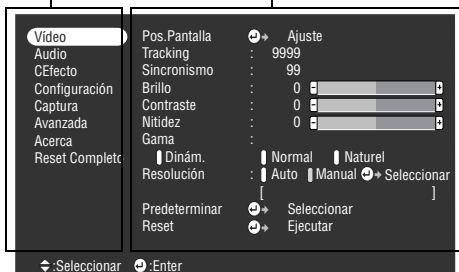 Vídeo
Audio
CEfecto
Configuración
Captura
Avanzada
Acerca
Reset Completo
Pos.Pantalla Ajuste
Tracking : 9999
Sincronismo : 99
Brillo : 0 - +
Contraste : 0 - +
Nitidez : 0 - +
Gama :
Dinám. Normal Naturel
Resolución : Auto Manual Seleccionar
[ ]
Predeterminar Seleccionar
Reset Ejecutar
:Seleccionar :Enter